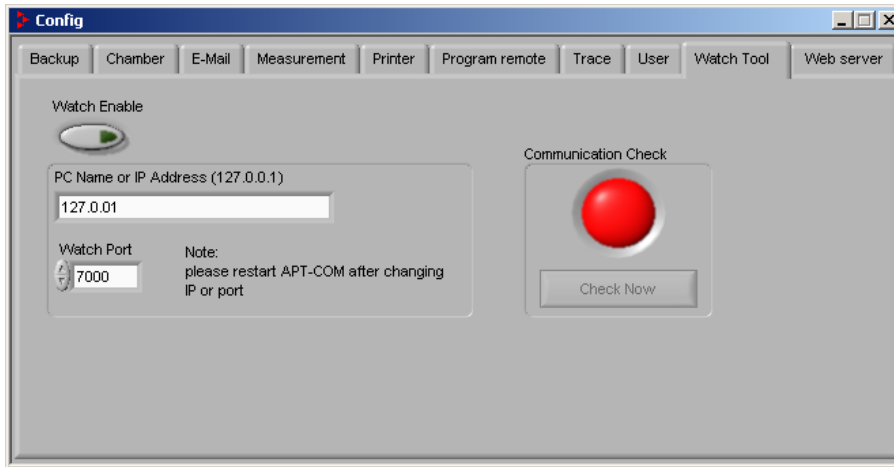 Config
Backup Chamber E-Mail Measurement Printer Program remote Trace User Watch Tool Web server
Watch Enable
PC Name or IP Address (127.0.0.1)
127.0.01
Watch Port
7000
Note:
please restart APT-COM after changing
IP or port
Communication Check
Check Now